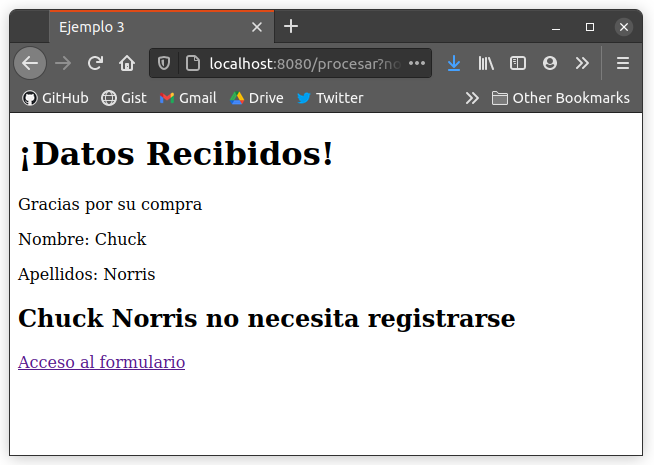 Ejemplo 3
localhost:8080/procesar?no
GitHub Gist Gmail Drive Twitter Other Bookmarks
¡Datos Recibidos!
Gracias por su compra
Nombre: Chuck
Apellidos: Norris
Chuck Norris no necesita registrarse
Acceso al formulario